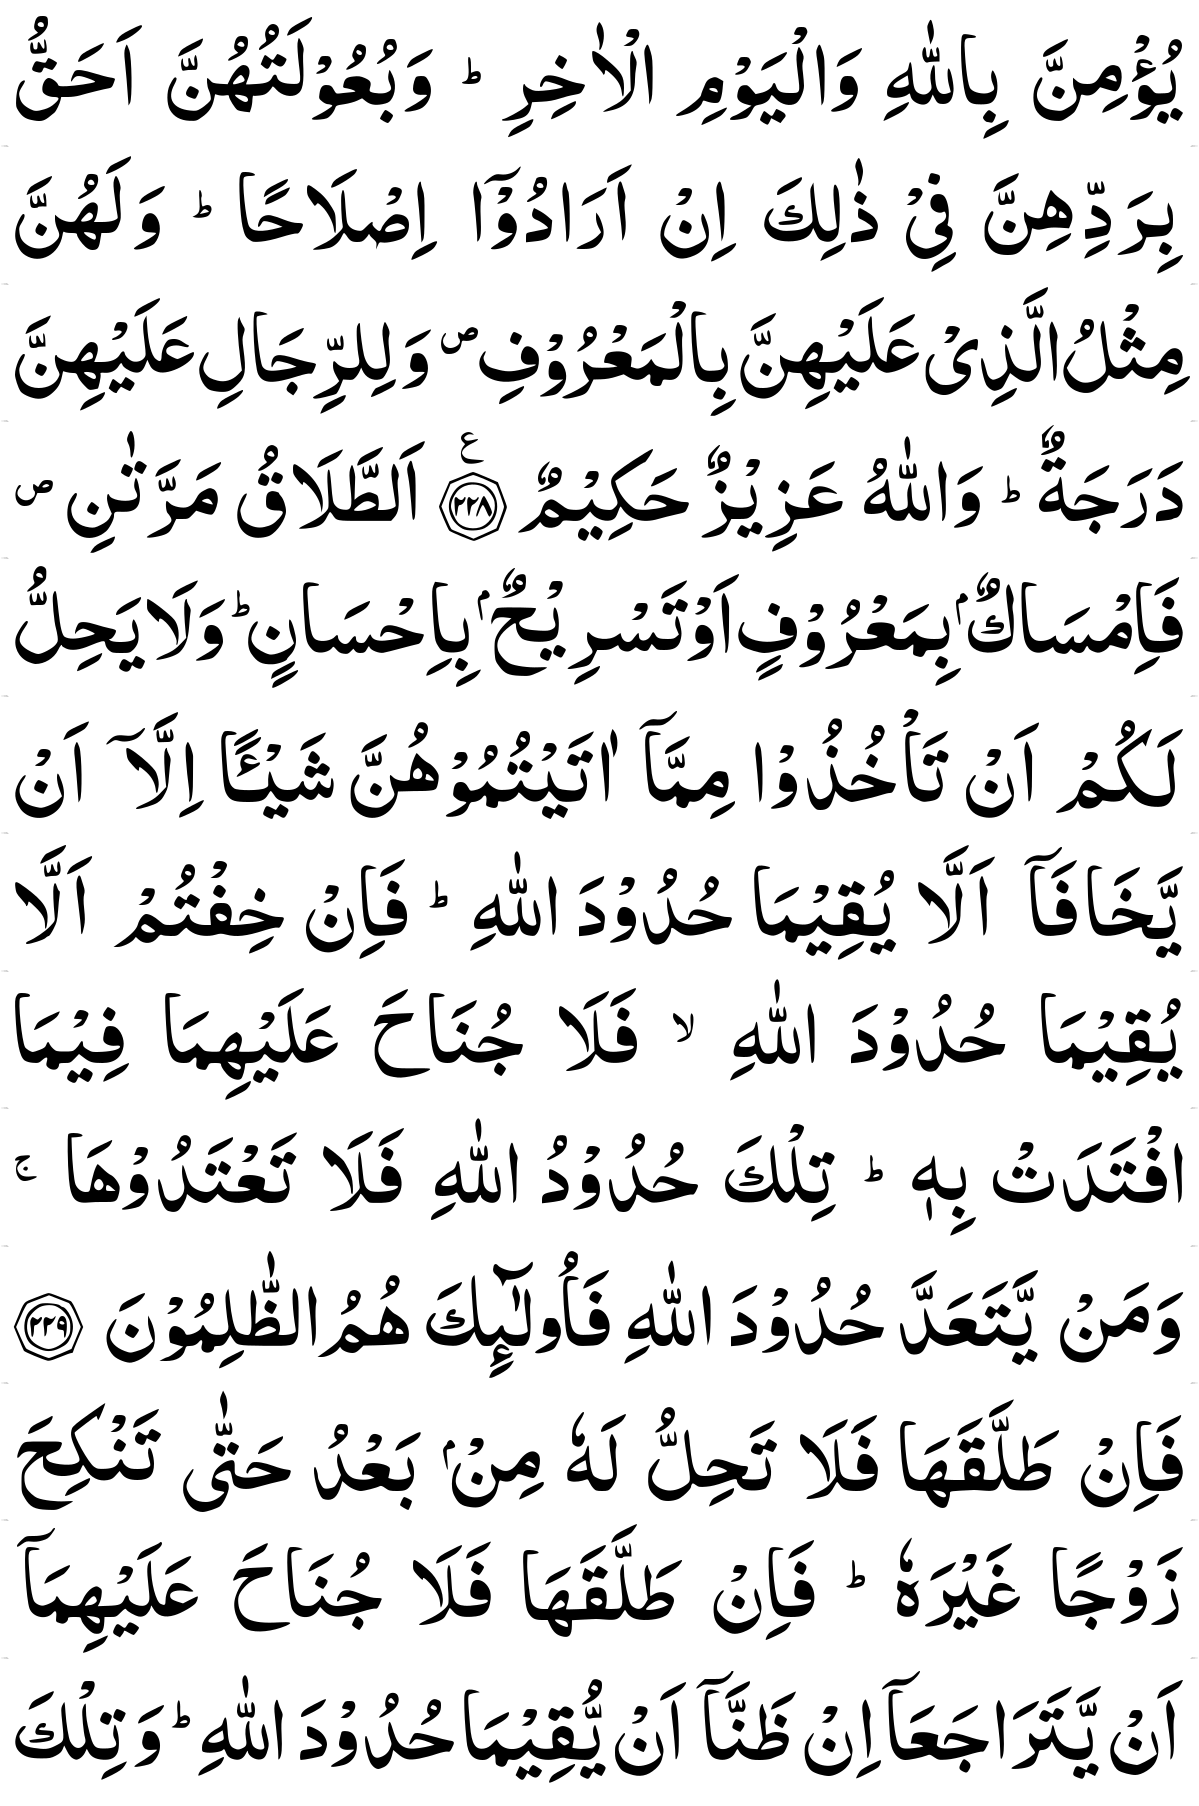 يُؤْمِنَّ بِاللّٰهِ وَالْيَوْمِ الْاٰخِرِ ؕ وَبُعُوْلَتُهُنَّ اَحَقُّ
بِرَدِّهِنَّ فِيْ ذٰلِكَ اِنْ اَرَادُوْٓا اِصْلَاحًا ؕ وَلَهُنَّ
مِثْلُ الَّذِيْ عَلَيْهِنَّ بِالْمَعْرُوْفِ ۪ وَلِلرِّجَالِ عَلَيْهِنَّ
دَرَجَةٌ ؕ وَاللّٰهُ عَزِيْزٌ حَكِيْمٌ ﴿۲۲۸﴾ ع اَلطَّلَاقُ مَرَّتٰنِ ۪
فَاِمْسَاكٌۢ بِمَعْرُوْفٍ اَوْ تَسْرِيْحٌۢ بِاِحْسَانٍ ؕ وَلَا يَحِلُّ
لَكُمْ اَنْ تَاْخُذُوْا مِمَّآ اٰتَيْتُمُوْهُنَّ شَيْـًٔا اِلَّآ اَنْ
يَّخَافَآ اَلَّا يُقِيْمَا حُدُوْدَ اللّٰهِ ؕ فَاِنْ خِفْتُمْ اَلَّا
يُقِيْمَا حُدُوْدَ اللّٰهِ ۙ فَلَا جُنَاحَ عَلَيْهِمَا فِيْمَا
افْتَدَتْ بِهٖ ؕ تِلْكَ حُدُوْدُ اللّٰهِ فَلَا تَعْتَدُوْهَا ۚ
وَمَنْ يَّتَعَدَّ حُدُوْدَ اللّٰهِ فَاُولٰٓئِكَ هُمُ الظّٰلِمُوْنَ ﴿۲۲۹﴾
فَاِنْ طَلَّقَهَا فَلَا تَحِلُّ لَهٗ مِنْۢ بَعْدُ حَتّٰى تَنْكِحَ
زَوْجًا غَيْرَهٗ ؕ فَاِنْ طَلَّقَهَا فَلَا جُنَاحَ عَلَيْهِمَآ
اَنْ يَّتَرَاجَعَآ اِنْ ظَنَّآ اَنْ يُّقِيْمَا حُدُوْدَ اللّٰهِ ؕ وَتِلْكَ